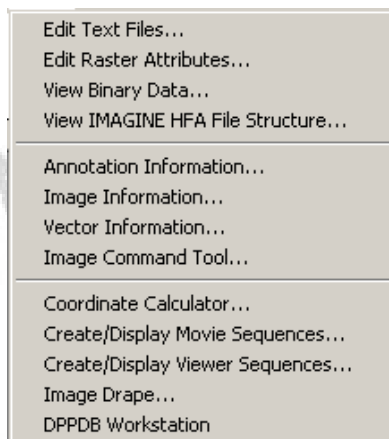 Edit Text Files...
Edit Raster Attributes...
View Binary Data...
View IMAGINE HFA File Structure...
Annotation Information...
Image Information...
Vector Information...
Image Command Tool...
Coordinate Calculator...
Create/Display Movie Sequences...
Create/Display Viewer Sequences...
Image Drape...
DPPDB Workstation